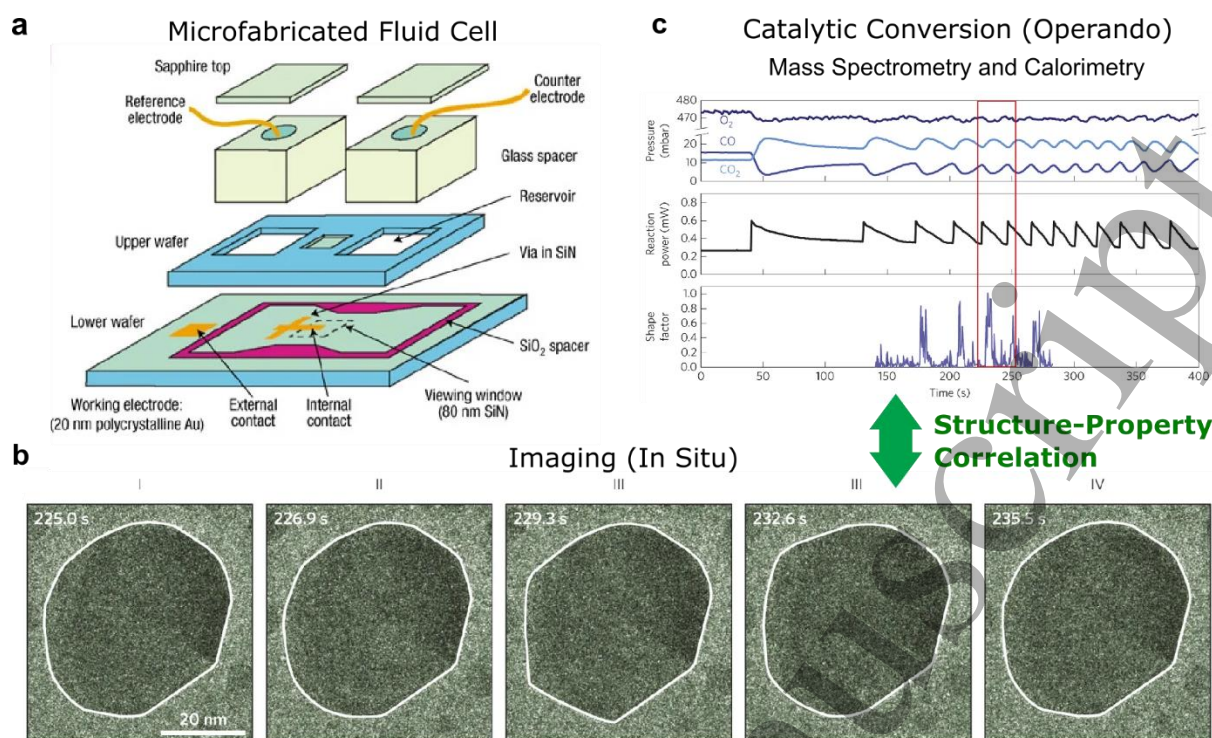 a
Microfabricated Fluid Cell
Sapphire top
Reference
electrode
Counter
electrode
Glass spacer
Reservoir
Upper wafer
Via in SiN
Lower wafer
SiO2 spacer
Working electrode:
(20 nm polycrystalline Au)
External
contact
Internal
contact
Viewing window
(80 nm SiN)
c
Catalytic Conversion (Operando)
Mass Spectrometry and Calorimetry
Pressure
(mbar)
480
470
20
10
0
O2
CO
CO2
Reaction
power (mW)
0.8
0.6
0.4
0.2
0.0
Shape
factor
1.0
0.8
0.6
0.4
0.2
0.0
0 50 100 150 200 250 300 350 400
Time (s)
Structure-Property
Correlation
b
Imaging (In Situ)
I II III III IV
225.0 s 226.9 s 229.3 s 232.6 s 235.5 s
20 nm
script